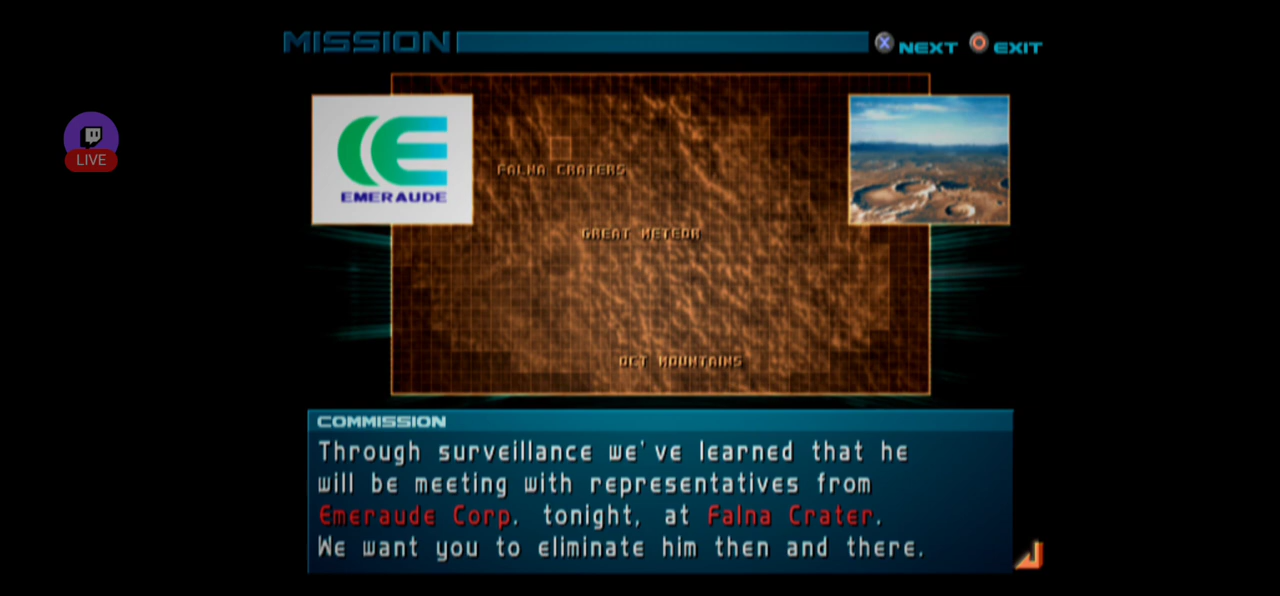 MISSION
NEXT EXIT
LIVE
EMERAUDE
FALNA CRATERS
GREAT METEOR
OCT MOUNTAINS
COMMISSION
Through surveillance we've learned that he
will be meeting with representatives from
Emeraude Corp. tonight, at Falna Crater.
We want you to eliminate him then and there.